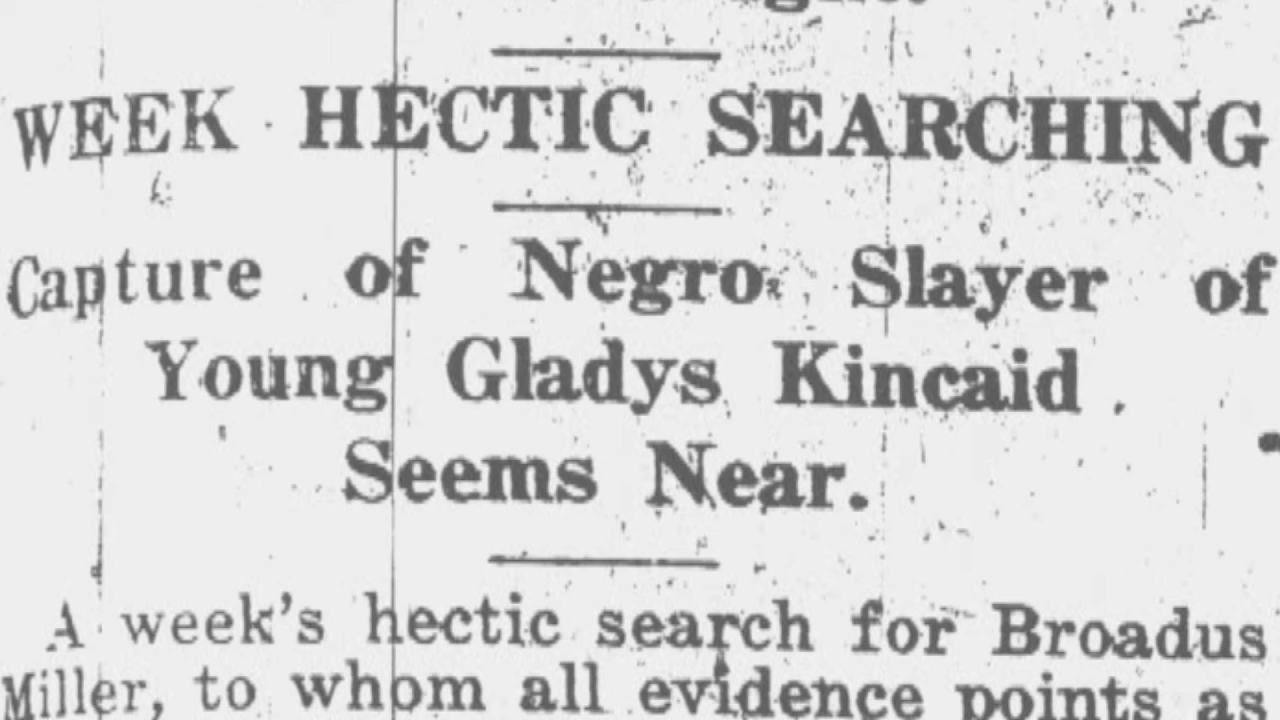 WEEK HECTIC SEARCHING
Capture of Negro Slayer of
Young Gladys Kincaid
Seems Near.
A week's hectic search for Broadus
Miller, to whom all evidence points as